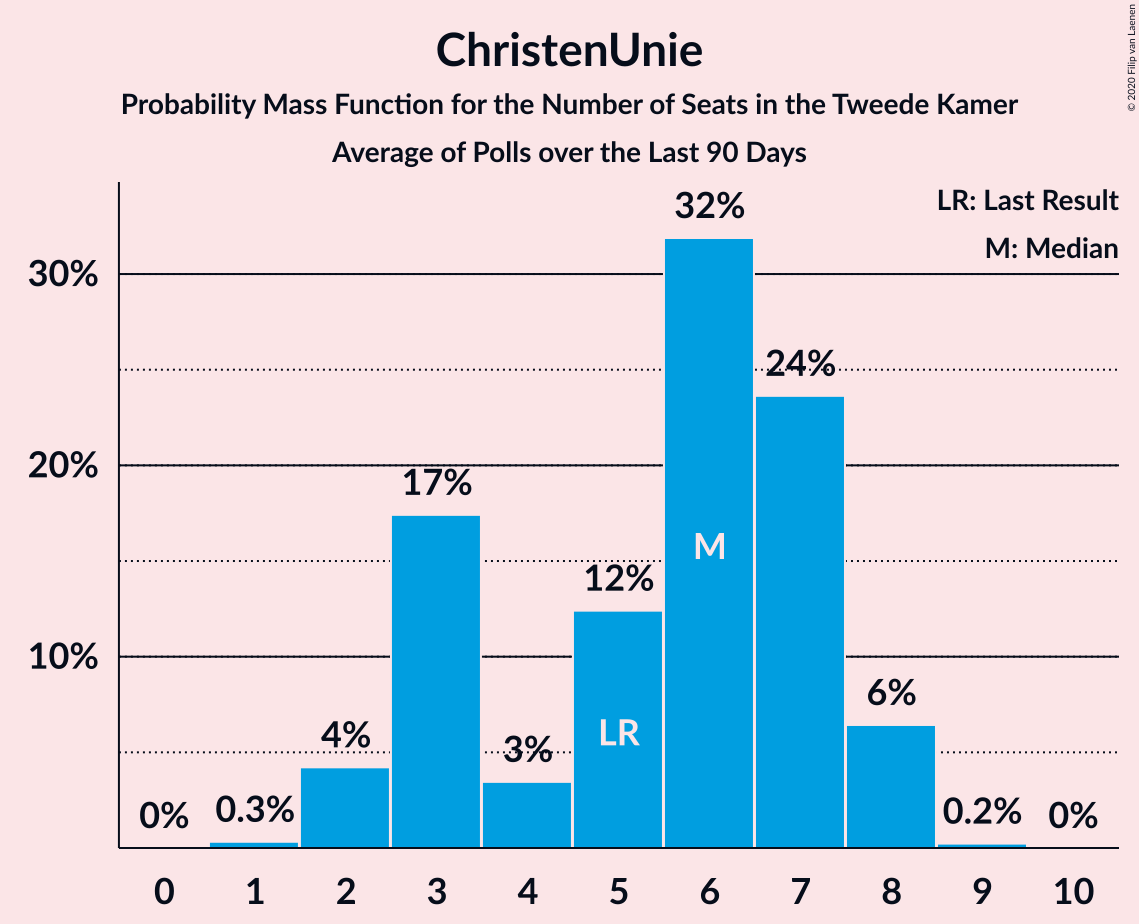 ChristenUnie
Probability Mass Function for the Number of Seats in the Tweede Kamer
Average of Polls over the Last 90 Days
© 2020 Filip van Laenen
LR: Last Result
M: Median
30%
20%
10%
0%
0.3%
4%
17%
3%
12%
32%
24%
6%
0.2%
0%
LR
M
0 1 2 3 4 5 6 7 8 9 10